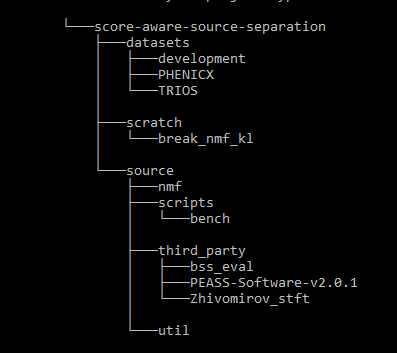 └───score-aware-source-separation
├───datasets
│   ├───development
│   ├───PHENICX
│   └───TRIOS
│
├───scratch
│   └───break_nmf_kl
│
└───source
├───nmf
├───scripts
│   └───bench
│
├───third_party
│   ├───bss_eval
│   ├───PEASS-Software-v2.0.1
│   └───Zhivomirov_stft
│
└───util